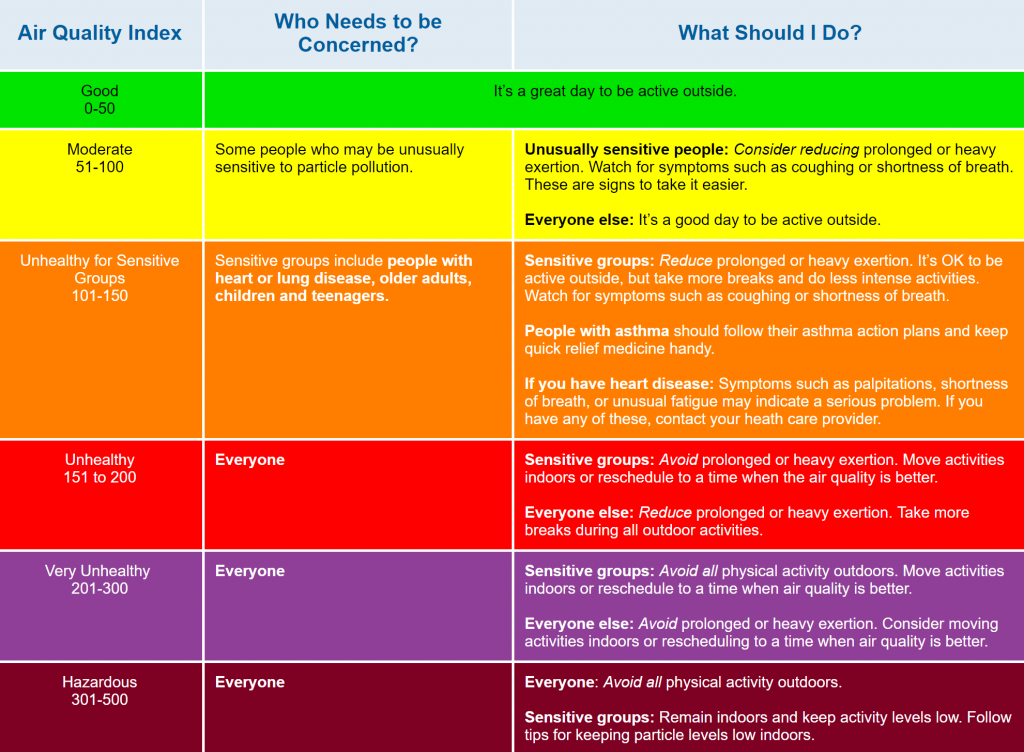 Air Quality Index
Who Needs to be
Concerned?
What Should I Do?
Good
0-50
It's a great day to be active outside.
Moderate
51-100
Some people who may be unusually
sensitive to particle pollution.
Unusually sensitive people: Consider reducing prolonged or heavy
exertion. Watch for symptoms such as coughing or shortness of breath.
These are signs to take it easier.
Everyone else: It's a good day to be active outside.
Unhealthy for Sensitive
Groups
101-150
Sensitive groups include people with
heart or lung disease, older adults,
children and teenagers.
Sensitive groups: Reduce prolonged or heavy exertion. It's OK to be
active outside, but take more breaks and do less intense activities.
Watch for symptoms such as coughing or shortness of breath.
People with asthma should follow their asthma action plans and keep
quick relief medicine handy.
If you have heart disease: Symptoms such as palpitations, shortness
of breath, or unusual fatigue may indicate a serious problem. If you
have any of these, contact your heath care provider.
Unhealthy
151 to 200
Everyone
Sensitive groups: Avoid prolonged or heavy exertion. Move activities
indoors or reschedule to a time when the air quality is better.
Everyone else: Reduce prolonged or heavy exertion. Take more
breaks during all outdoor activities.
Very Unhealthy
201-300
Everyone
Sensitive groups: Avoid all physical activity outdoors. Move activities
indoors or reschedule to a time when air quality is better.
Everyone else: Avoid prolonged or heavy exertion. Consider moving
activities indoors or rescheduling to a time when air quality is better.
Hazardous
301-500
Everyone
Everyone: Avoid all physical activity outdoors.
Sensitive groups: Remain indoors and keep activity levels low. Follow
tips for keeping particle levels low indoors.